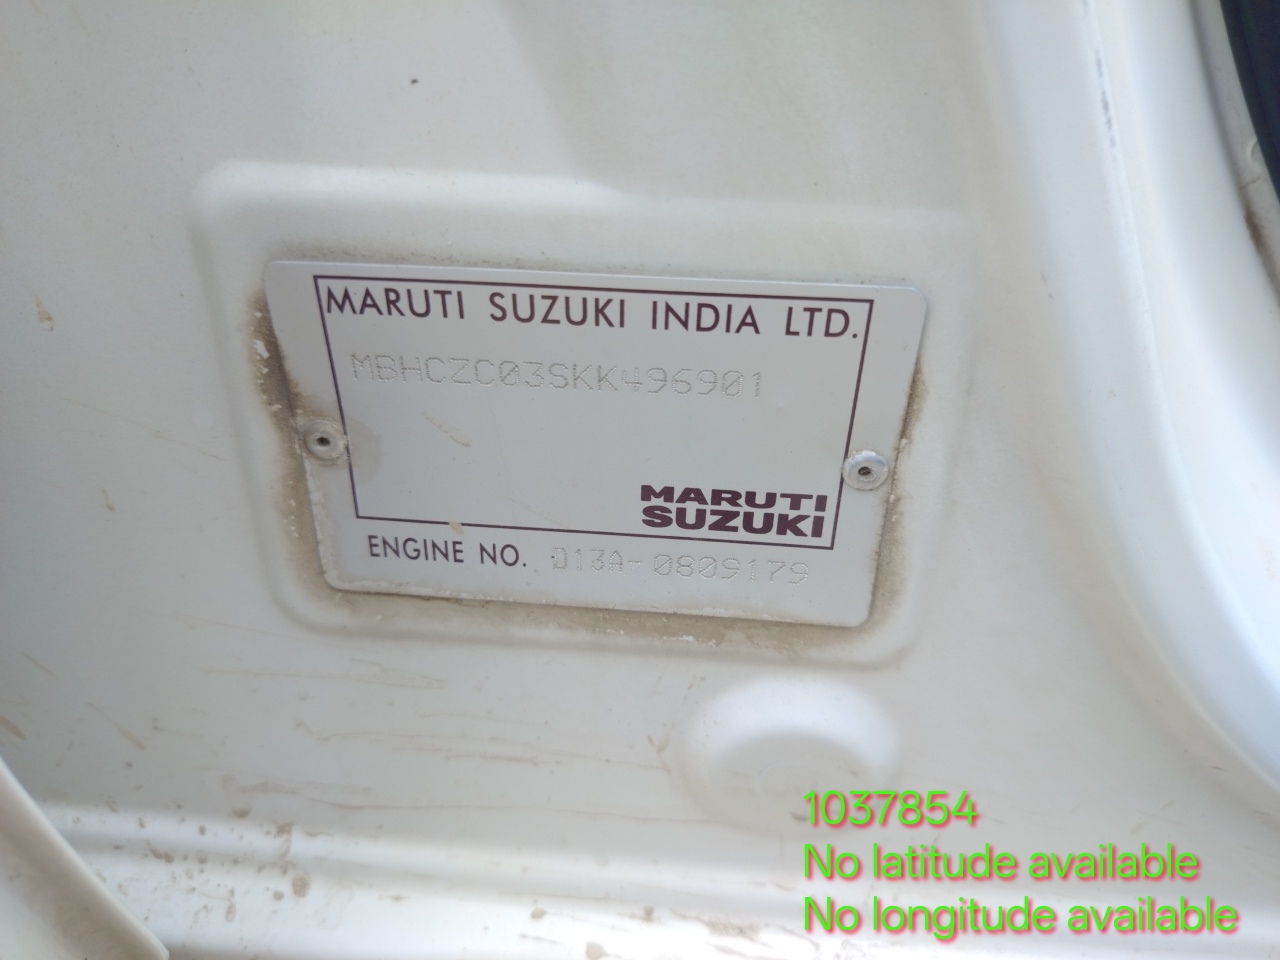 MARUTI SUZUKI INDIA LTD.
MBHCZC03SKK496901
MARUTI
SUZUKI
ENGINE NO. D13A-0809179
1037854
No latitude available
No longitude available